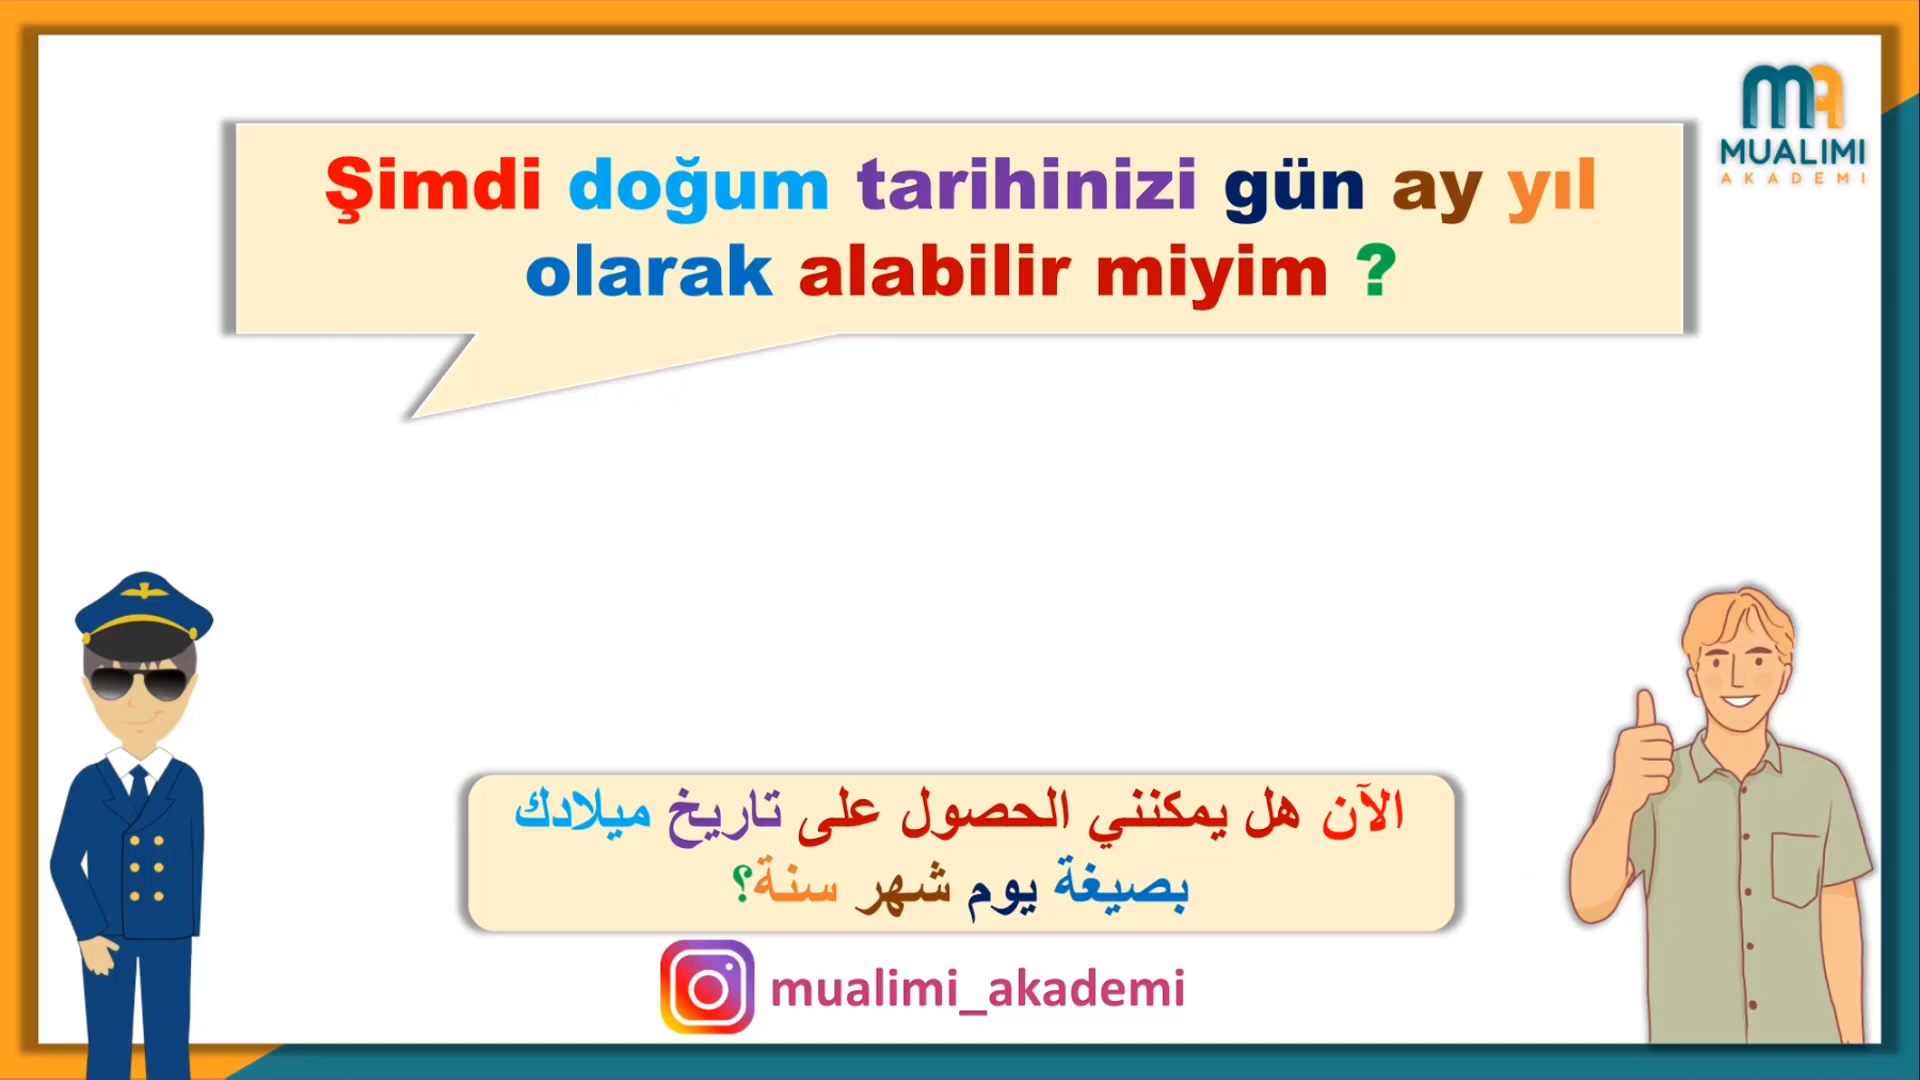 MUALIMI
AKADEMI
Şimdi doğum tarihinizi gün ay yıl
olarak alabilir miyim ?
الآن هل يمكنني الحصول على تاريخ ميلادك
بصيغة يوم شهر سنة؟
mualimi_akademi